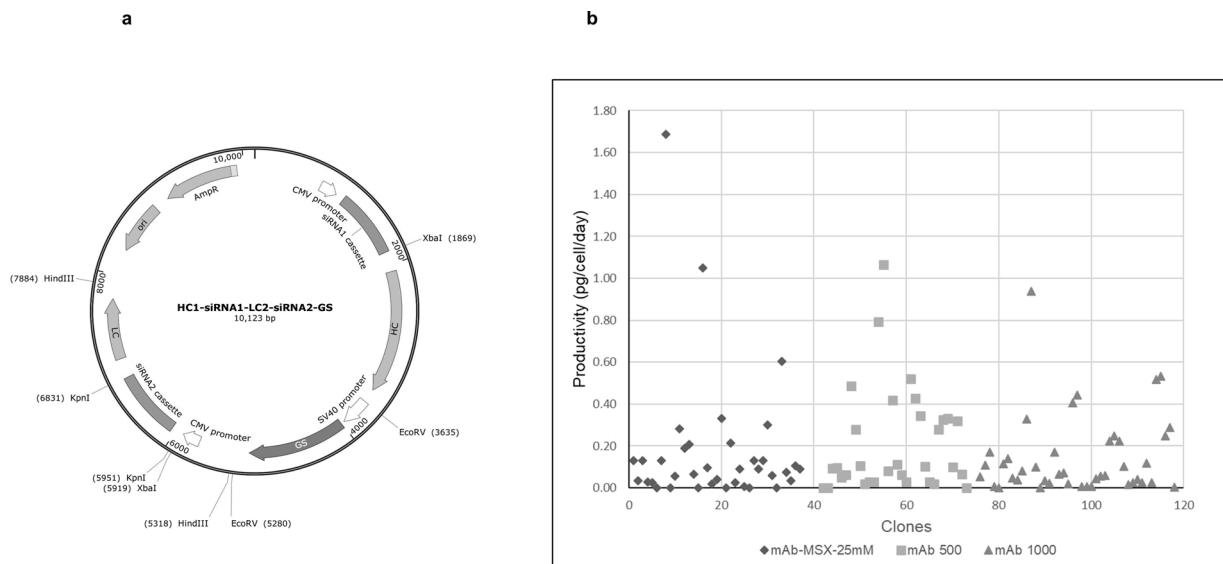 a
b
10,000
AmpR
CMV promoter
siRNA1 cassette
ori
2000
XbaI (1869)
(7884) HindIII
8000
HC1-siRNA1-LC2-siRNA2-GS
10,123 bp
HC
LC
siRNA2 cassette
SV40 promoter
(6831) KpnI
CMV promoter
GS
4000
EcoRV (3635)
6000
(5951) KpnI
(5919) XbaI
(5318) HindIII
EcoRV (5280)
Productivity (pg/cell/day)
1.80
1.60
1.40
1.20
1.00
0.80
0.60
0.40
0.20
0.00
0 20 40 60 80 100 120
Clones
mAb-MSX-25mM mAb 500 mAb 1000